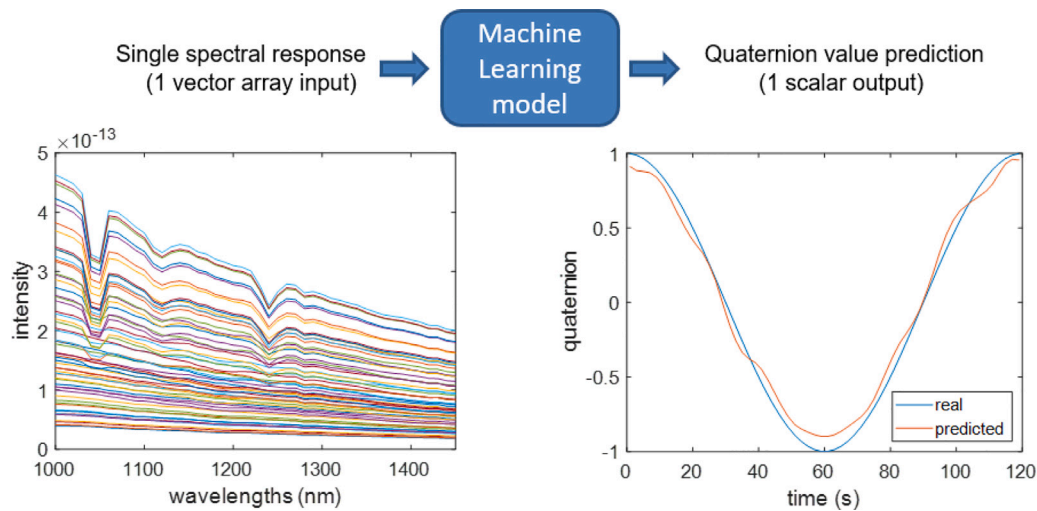 Single spectral response
(1 vector array input)
Machine
Learning
model
Quaternion value prediction
(1 scalar output)
×10-13
5
4
3
2
1
0
intensity
1000 1100 1200 1300 1400
wavelengths (nm)
1
0.5
0
-0.5
-1
quaternion
real
predicted
0 20 40 60 80 100 120
time (s)